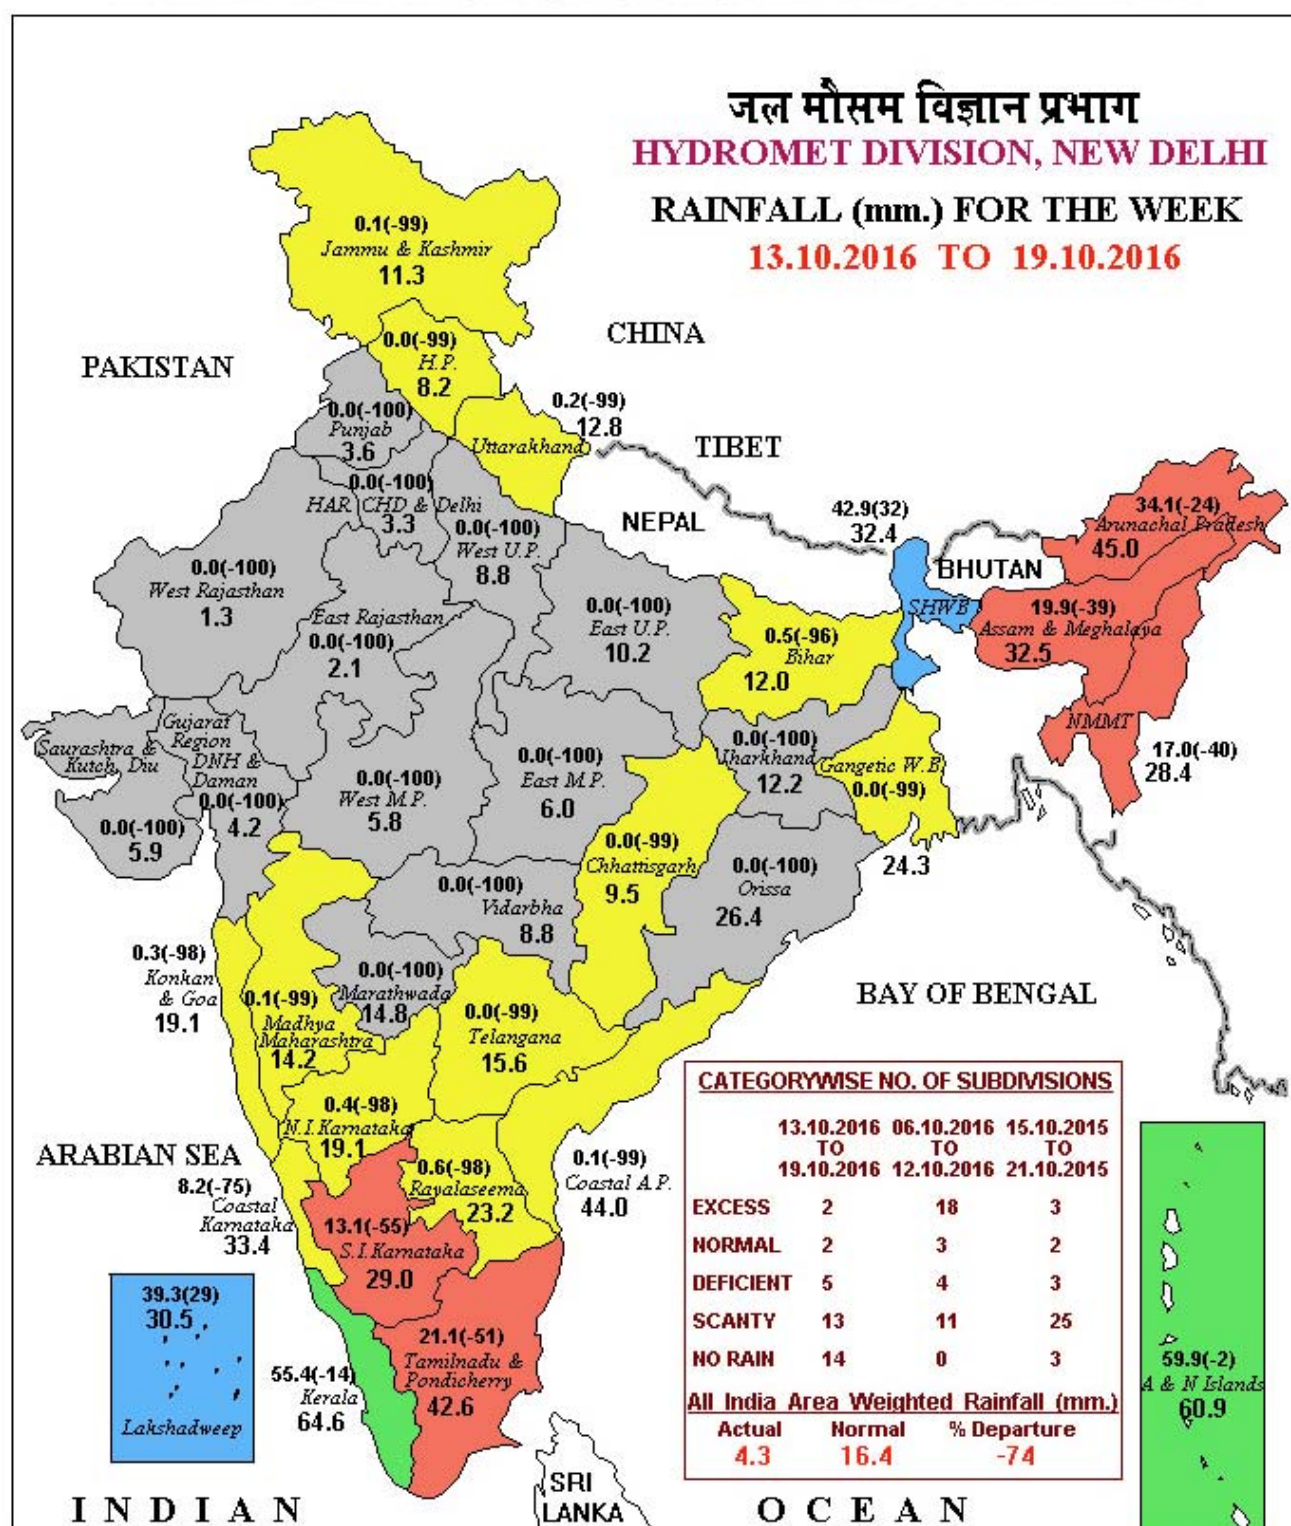 जल मौसम विज्ञान प्रभाग
HYDROMET DIVISION, NEW DELHI
RAINFALL (mm.) FOR THE WEEK
13.10.2016 TO 19.10.2016
0.1(-99)
Jammu & Kashmir
11.3
CHINA
PAKISTAN
0.0(-99)
H.P.
8.2
0.2(-99)
12.8
Uttarakhand
0.0(-100)
Punjab
3.6
TIBET
0.0(-100)
HAR CHD & Delhi
3.3
NEPAL
42.9(32)
32.4
SHWB
BHUTAN
34.1(-24)
Arunachal Pradesh
45.0
0.0(-100)
West U.P.
8.8
0.0(-100)
West Rajasthan
1.3
East Rajasthan
0.0(-100)
2.1
0.0(-100)
East U.P.
10.2
0.5(-96)
Bihar
12.0
19.9(-39)
Assam & Meghalaya
32.5
NMMT
17.0(-40)
28.4
Saurashtra &
Kutch, Diu
0.0(-100)
5.9
Gujarat
Region
DNH &
Daman
0.0(-100)
4.2
0.0(-100)
West M.P.
5.8
0.0(-100)
East M.P.
6.0
0.0(-100)
Jharkhand
12.2
Gangetic W.B
0.0(-99)
24.3
0.0(-99)
Chhattisgarh
9.5
0.0(-100)
Orissa
26.4
0.0(-100)
Vidarbha
8.8
0.3(-98)
Konkan
& Goa
19.1
0.1(-99)
Madhya
Maharashtra
14.2
0.0(-100)
Marathwada
14.8
0.0(-99)
Telangana
15.6
BAY OF BENGAL
0.4(-98)
N.I.Karnataka
19.1
ARABIAN SEA
8.2(-75)
Coastal
Karnataka
33.4
0.6(-98)
Rayalaseema
23.2
0.1(-99)
Coastal A.P.
44.0
13.1(-55)
S.I.Karnataka
29.0
39.3(29)
30.5
Lakshadweep
55.4(-14)
Kerala
64.6
21.1(-51)
Tamilnadu &
Pondicherry
42.6
CATEGORYWISE NO. OF SUBDIVISIONS
13.10.2016 06.10.2016 15.10.2015
TO TO TO
19.10.2016 12.10.2016 21.10.2015
EXCESS 2 18 3
NORMAL 2 3 2
DEFICIENT 5 4 3
SCANTY 13 11 25
NO RAIN 14 0 3
All India Area Weighted Rainfall (mm.)
Actual Normal % Departure
4.3 16.4 -74
59.9(-2)
A & N Islands
60.9
SRI
LANKA
INDIAN OCEAN